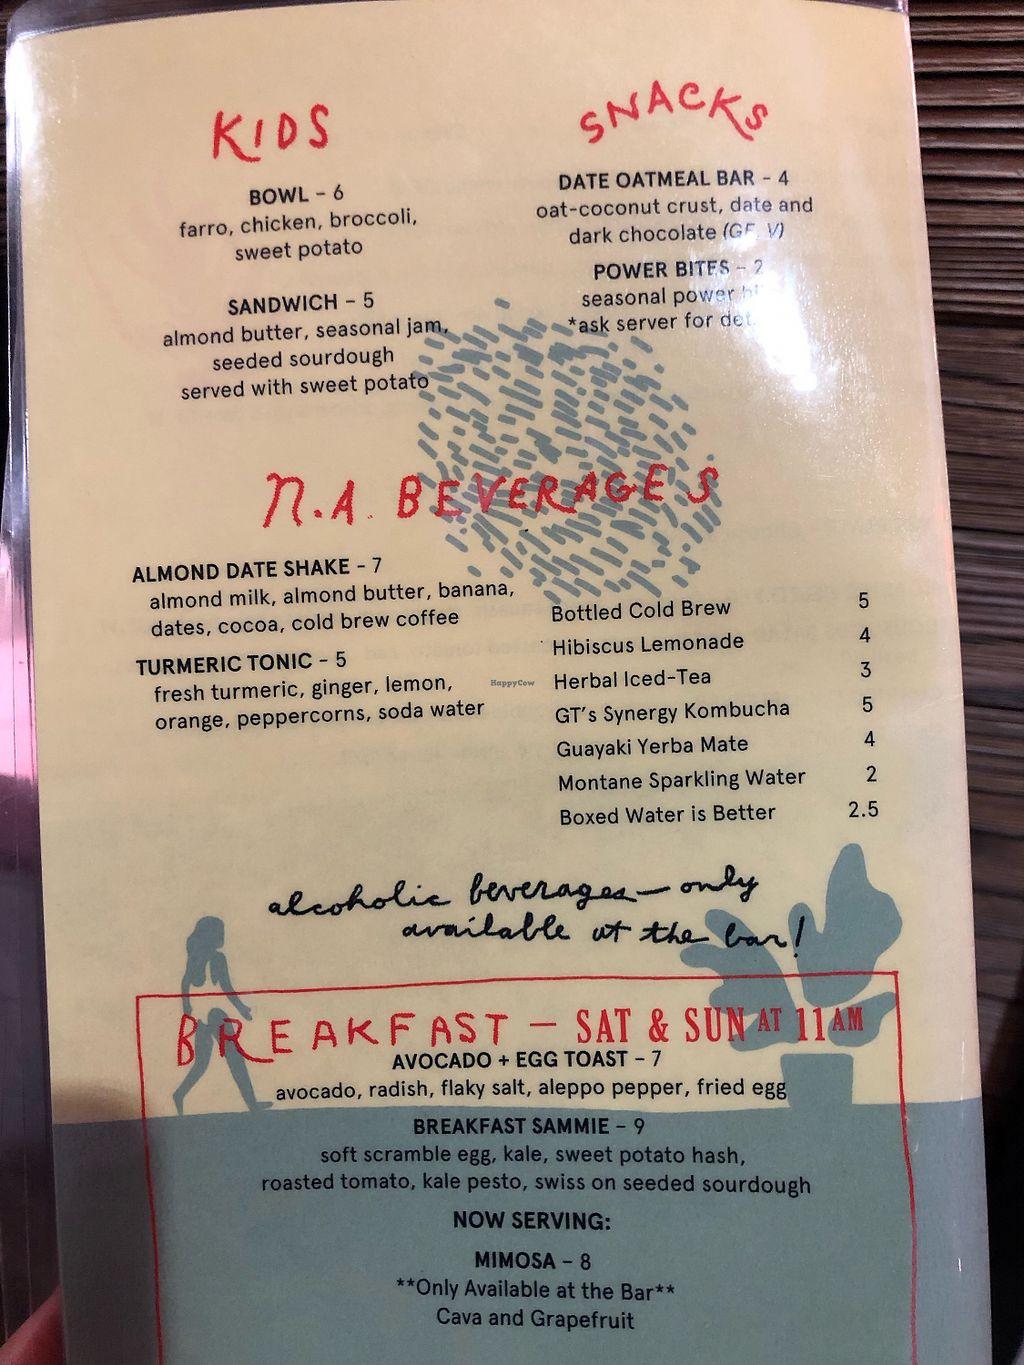 KIDS
BOWL – 6
farro, chicken, broccoli,
sweet potato
SANDWICH – 5
almond butter, seasonal jam,
seeded sourdough
served with sweet potato
SNACKS
DATE OATMEAL BAR – 4
oat-coconut crust, date and
dark chocolate (GF, V)
POWER BITES – 2
seasonal power
*ask server for
N.A. BEVERAGES
ALMOND DATE SHAKE – 7
almond milk, almond butter, banana,
dates, cocoa, cold brew coffee
TURMERIC TONIC – 5
fresh turmeric, ginger, lemon,
orange, peppercorns, soda water
Bottled Cold Brew 5
Hibiscus Lemonade 4
Herbal Iced-Tea 3
GT's Synergy Kombucha 5
Guayaki Yerba Mate 4
Montane Sparkling Water 2
Boxed Water is Better 2.5
HappyCow
alcoholic beverages — only
available at the bar!
BREAKFAST — SAT & SUN AT 11AM
AVOCADO + EGG TOAST – 7
avocado, radish, flaky salt, aleppo pepper, fried egg
BREAKFAST SAMMIE – 9
soft scramble egg, kale, sweet potato hash,
roasted tomato, kale pesto, swiss on seeded sourdough
NOW SERVING:
MIMOSA – 8
**Only Available at the Bar**
Cava and Grapefruit